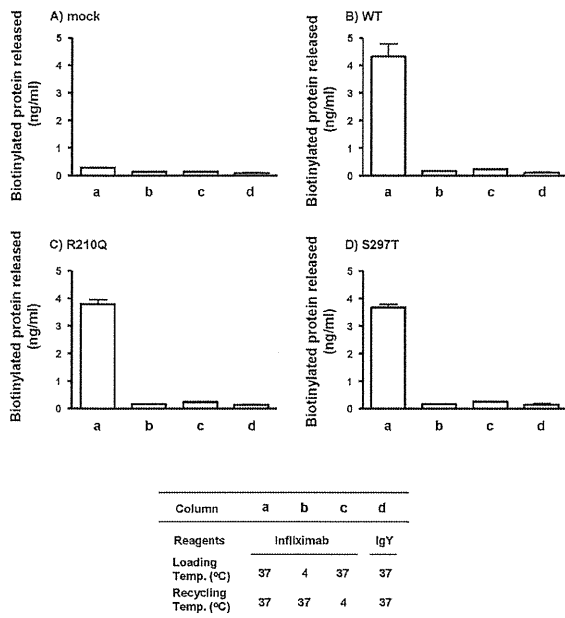 A) mock
Biotinylated protein released
(ng/ml)
5
4
3
2
1
0
a b c d
B) WT
Biotinylated protein released
(ng/ml)
5
4
3
2
1
0
a b c d
C) R210Q
Biotinylated protein released
(ng/ml)
5
4
3
2
1
0
a b c d
D) S297T
Biotinylated protein released
(ng/ml)
5
4
3
2
1
0
a b c d
Column a b c d
Reagents Infliximab IgY
Loading
Temp. (ºC) 37 4 37 37
Recycling
Temp. (ºC) 37 37 4 37